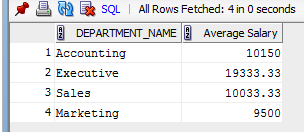 SQL | All Rows Fetched: 4 in 0 seconds
DEPARTMENT_NAME Average Salary
1 Accounting 10150
2 Executive 19333.33
3 Sales 10033.33
4 Marketing 9500